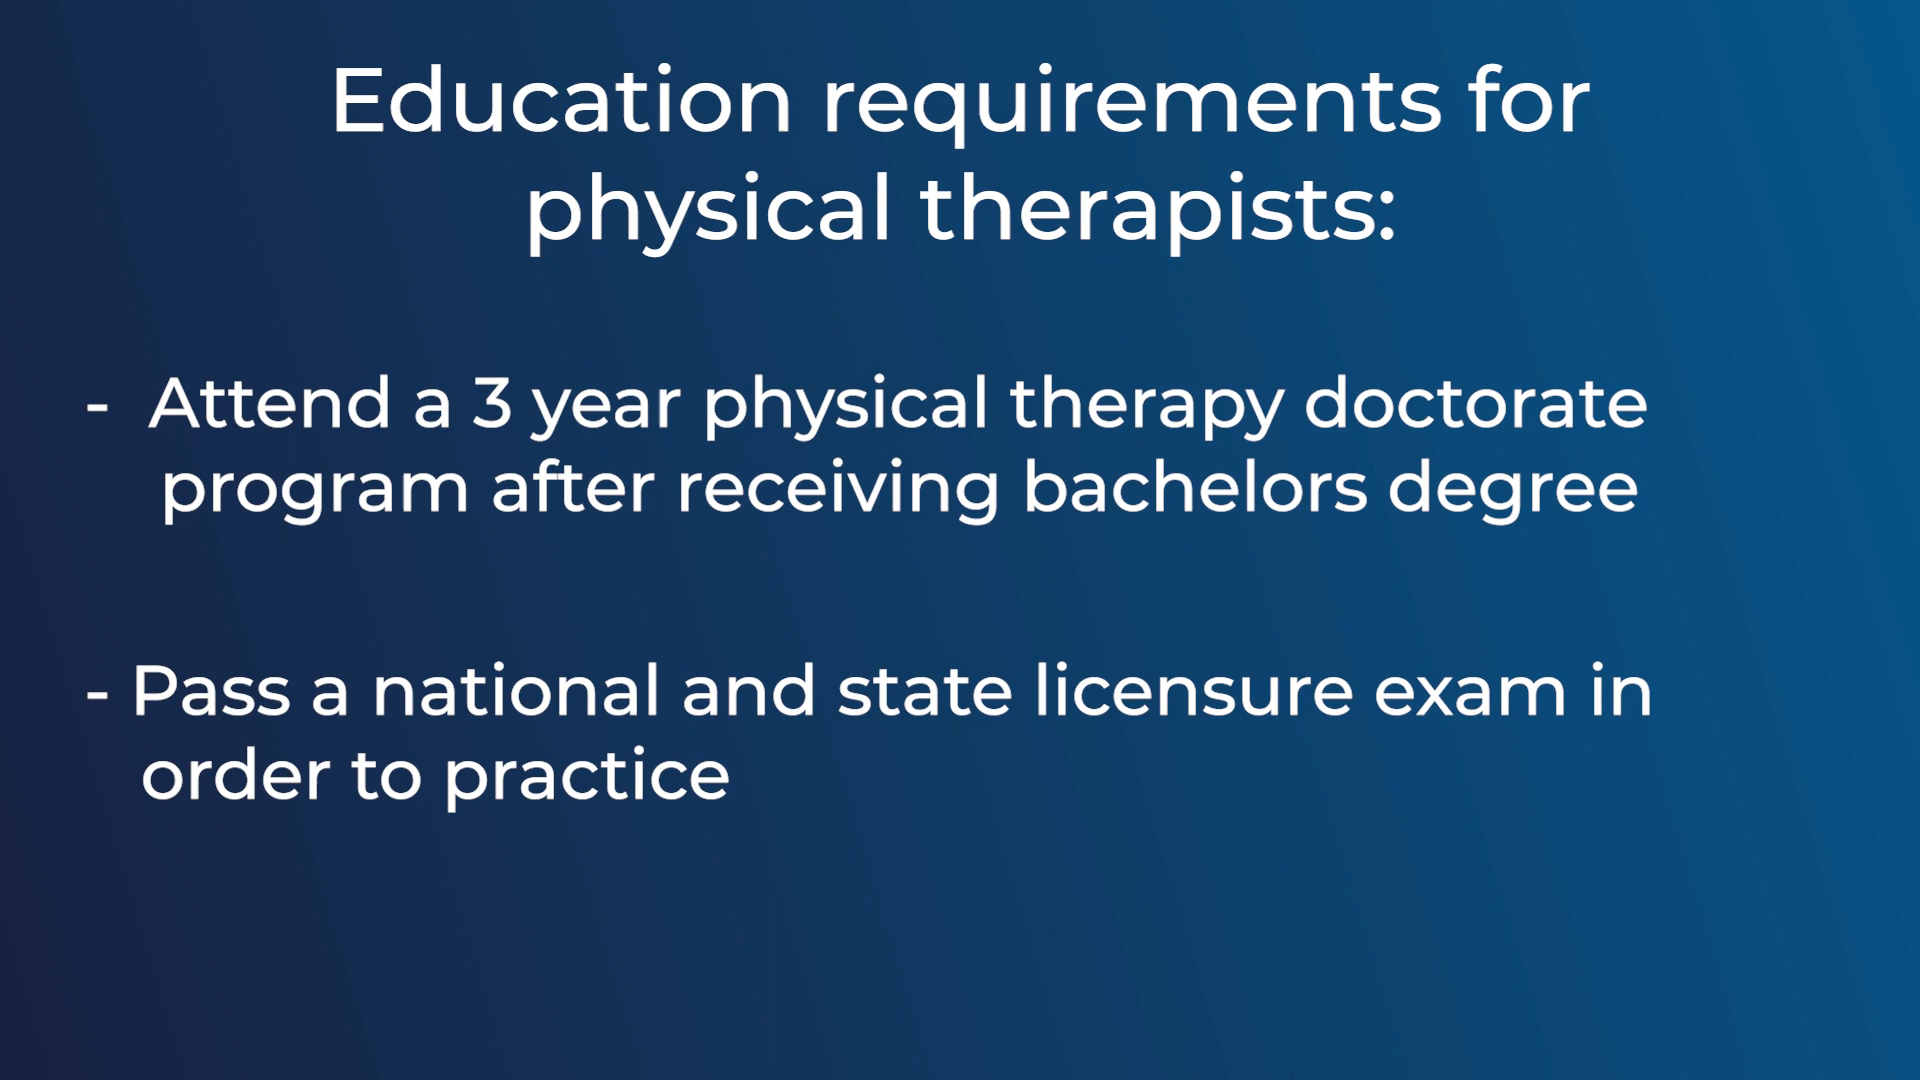 Education requirements for
physical therapists:
- Attend a 3 year physical therapy doctorate
program after receiving bachelors degree
- Pass a national and state licensure exam in
order to practice